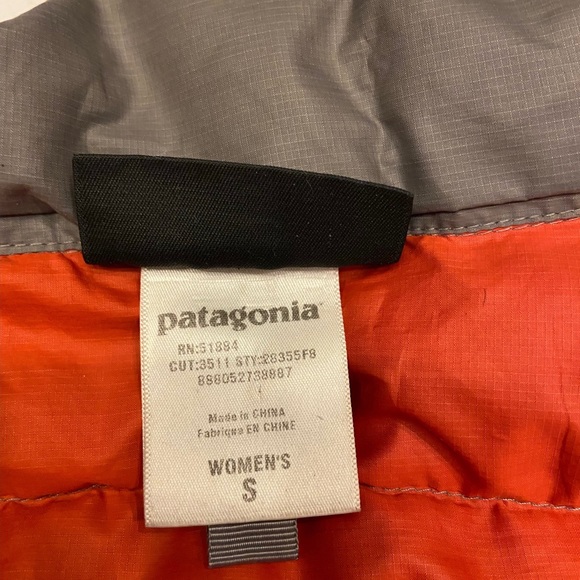 patagonia
RN:51884
CUT:3511 STY:28355F8
888052738887
Made in CHINA
Fabriqué EN CHINE
WOMEN'S
S